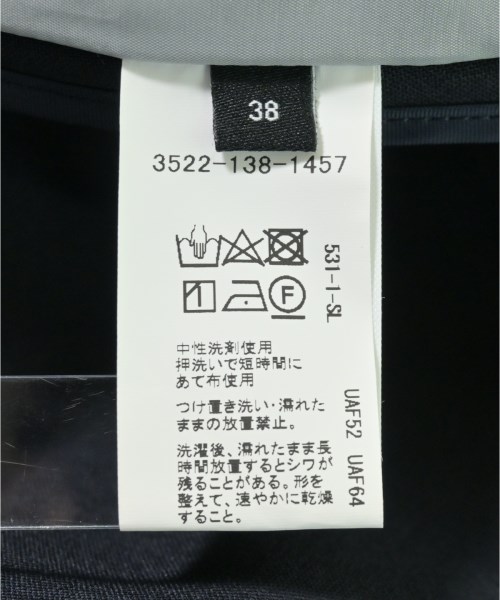 38
3522-138-1457
531-1-SL
F
中性洗剤使用
押洗いで短時間に
あて布使用
つけ置き洗い・濡れた
ままの放置禁止。
洗濯後、濡れたまま長
時間放置するとシワが
残ることがある。形を
整えて、速やかに乾燥
すること。
UAF52 UAF64